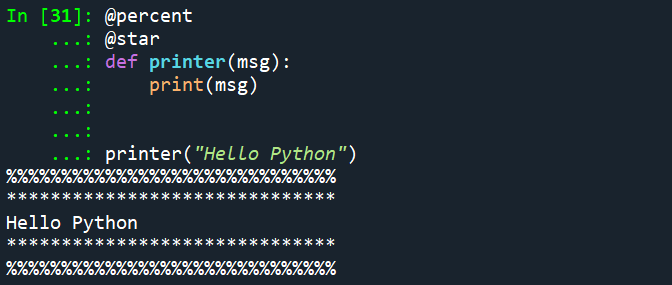 In [31]: @percent
    ...: @star
    ...: def printer(msg):
    ...:     print(msg)
    ...:
    ...:
    ...: printer("Hello Python")
%%%%%%%%%%%%%%%%%%%%%%%%%%%%%%
******************************
Hello Python
******************************
%%%%%%%%%%%%%%%%%%%%%%%%%%%%%%